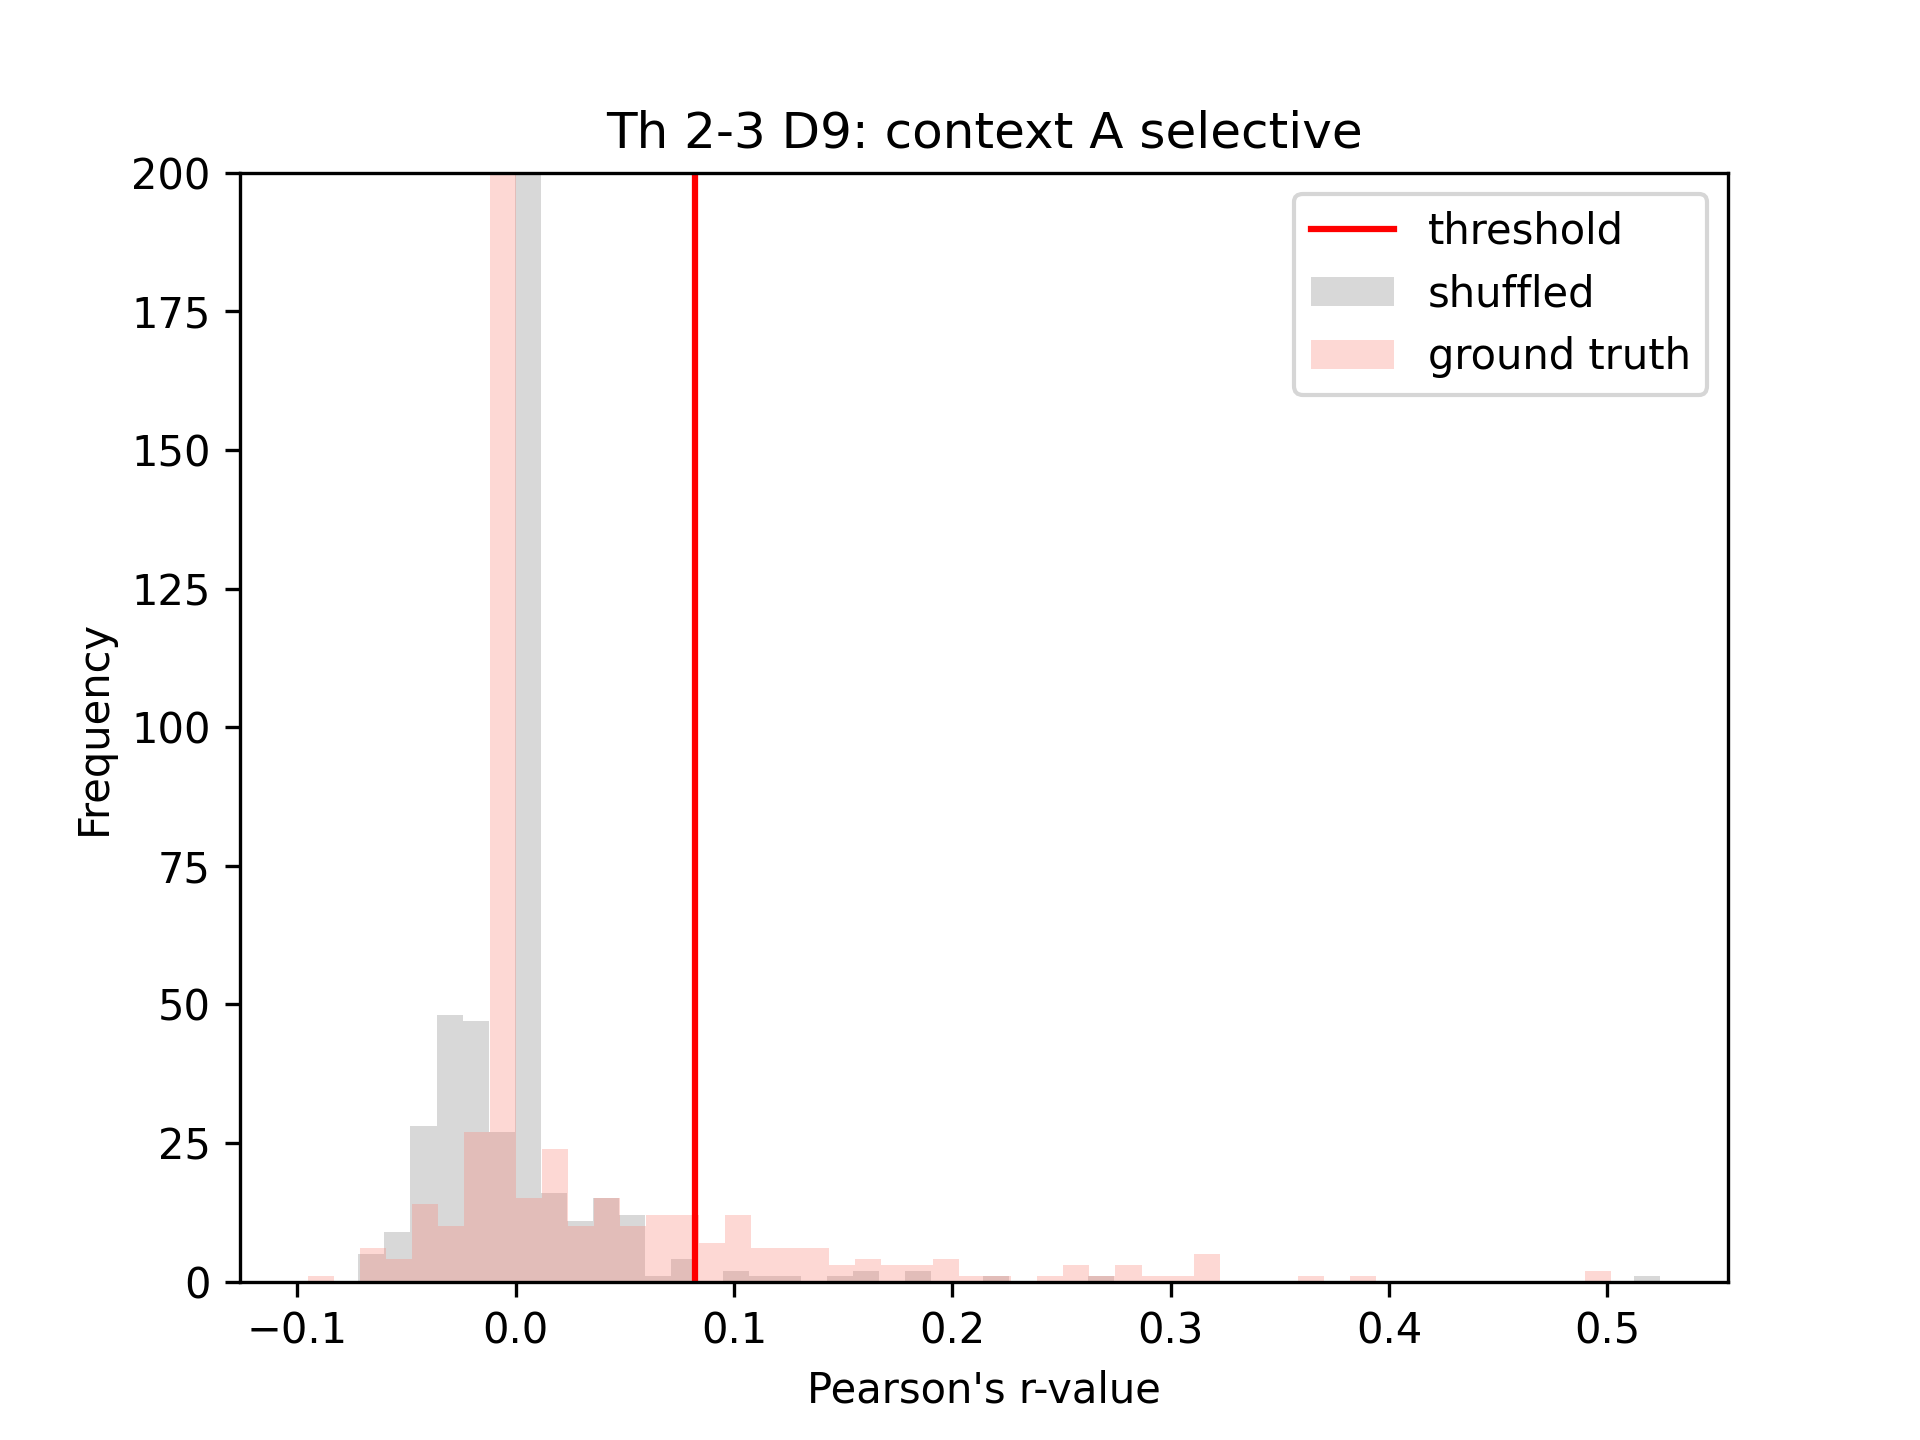 Th 2-3 D9: context A selective
200
175
150
125
100
75
50
25
0
Frequency
threshold
shuffled
ground truth
−0.1 0.0 0.1 0.2 0.3 0.4 0.5
Pearson's r-value